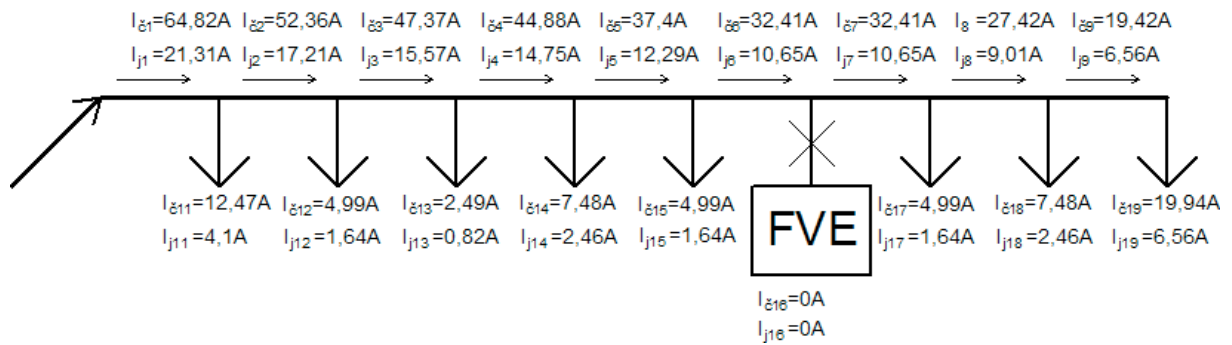 Ič1=64,82A Ič2=52,36A Ič3=47,37A Ič4=44,88A Ič5=37,4A Ič6=32,41A Ič7=32,41A I8=27,42A Ič9=19,42A
Ij1=21,31A Ij2=17,21A Ij3=15,57A Ij4=14,75A Ij5=12,29A Ij6=10,65A Ij7=10,65A Ij8=9,01A Ij9=6,56A
Ič11=12,47A Ič12=4,99A Ič13=2,49A Ič14=7,48A Ič15=4,99A Ič17=4,99A Ič18=7,48A Ič19=19,94A
Ij11=4,1A Ij12=1,64A Ij13=0,82A Ij14=2,46A Ij15=1,64A Ij17=1,64A Ij18=2,46A Ij19=6,56A
FVE
Ič16=0A
Ij16=0A